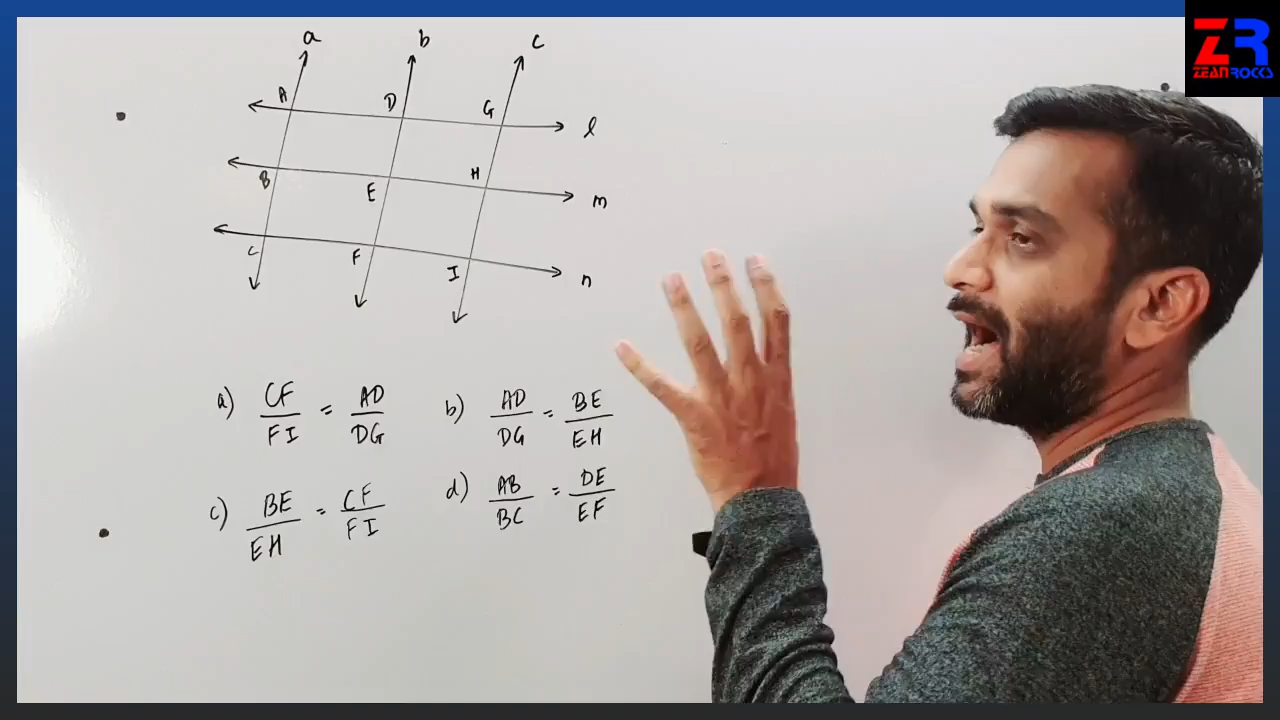 ZR
ZEAN ROCKS
a b c
A D G l
B E H m
C F I n
a) CF/FI = AD/DG b) AD/DG = BE/EH
c) BE/EH = CF/FI d) AB/BC = DE/EF